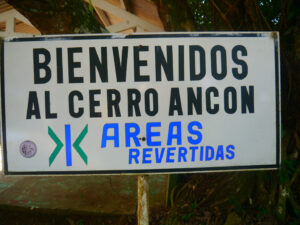 BIENVENIDOS
AL CERRO ANCON
AREAS
REVERTIDAS